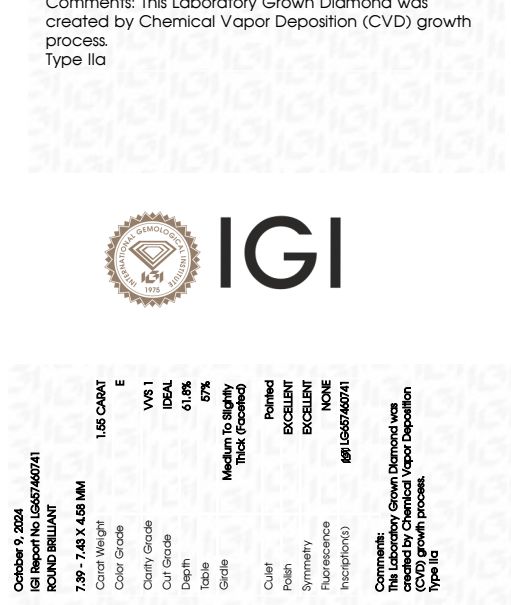 Comments: This Laboratory Grown Diamond was
created by Chemical Vapor Deposition (CVD) growth
process.
Type IIa
INTERNATIONAL GEMOLOGICAL INSTITUTE
IGI
1975
IGI
October 9, 2024
IGI Report No LG657460741
ROUND BRILLIANT
7.39 - 7.43 X 4.58 MM
Carat Weight 1.55 CARAT
Color Grade E
Clarity Grade VVS 1
Cut Grade IDEAL
Depth 61.8%
Table 57%
Girdle Medium To Slightly
Thick (Faceted)
Culet Pointed
Polish EXCELLENT
Symmetry EXCELLENT
Fluorescence NONE
Inscription(s) LG657460741
Comments:
This Laboratory Grown Diamond was
created by Chemical Vapor Deposition
(CVD) growth process.
Type IIa